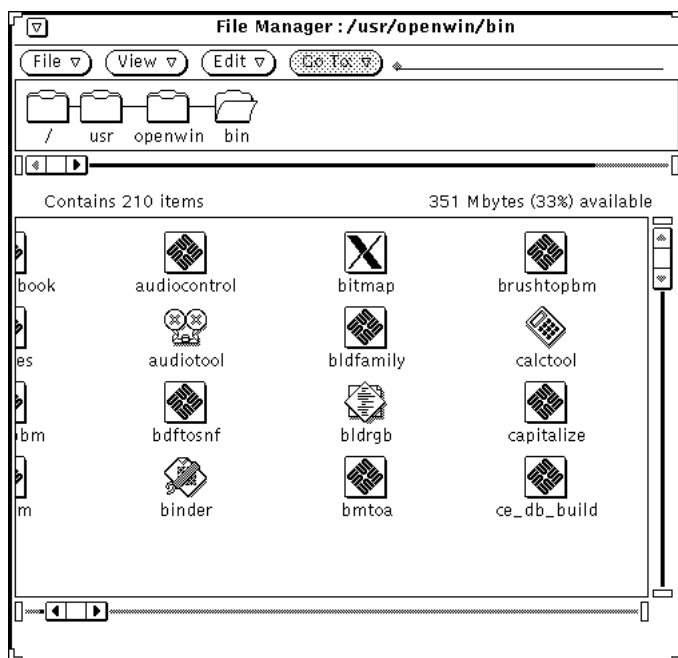 File Manager : /usr/openwin/bin
File View Edit Go To:
/ usr openwin bin
Contains 210 items 351 Mbytes (33%) available
book audiocontrol bitmap brushtopbm
es audiotool bldfamily calctool
bm bdftosnf bldrgb capitalize
m binder bmtoa ce_db_build